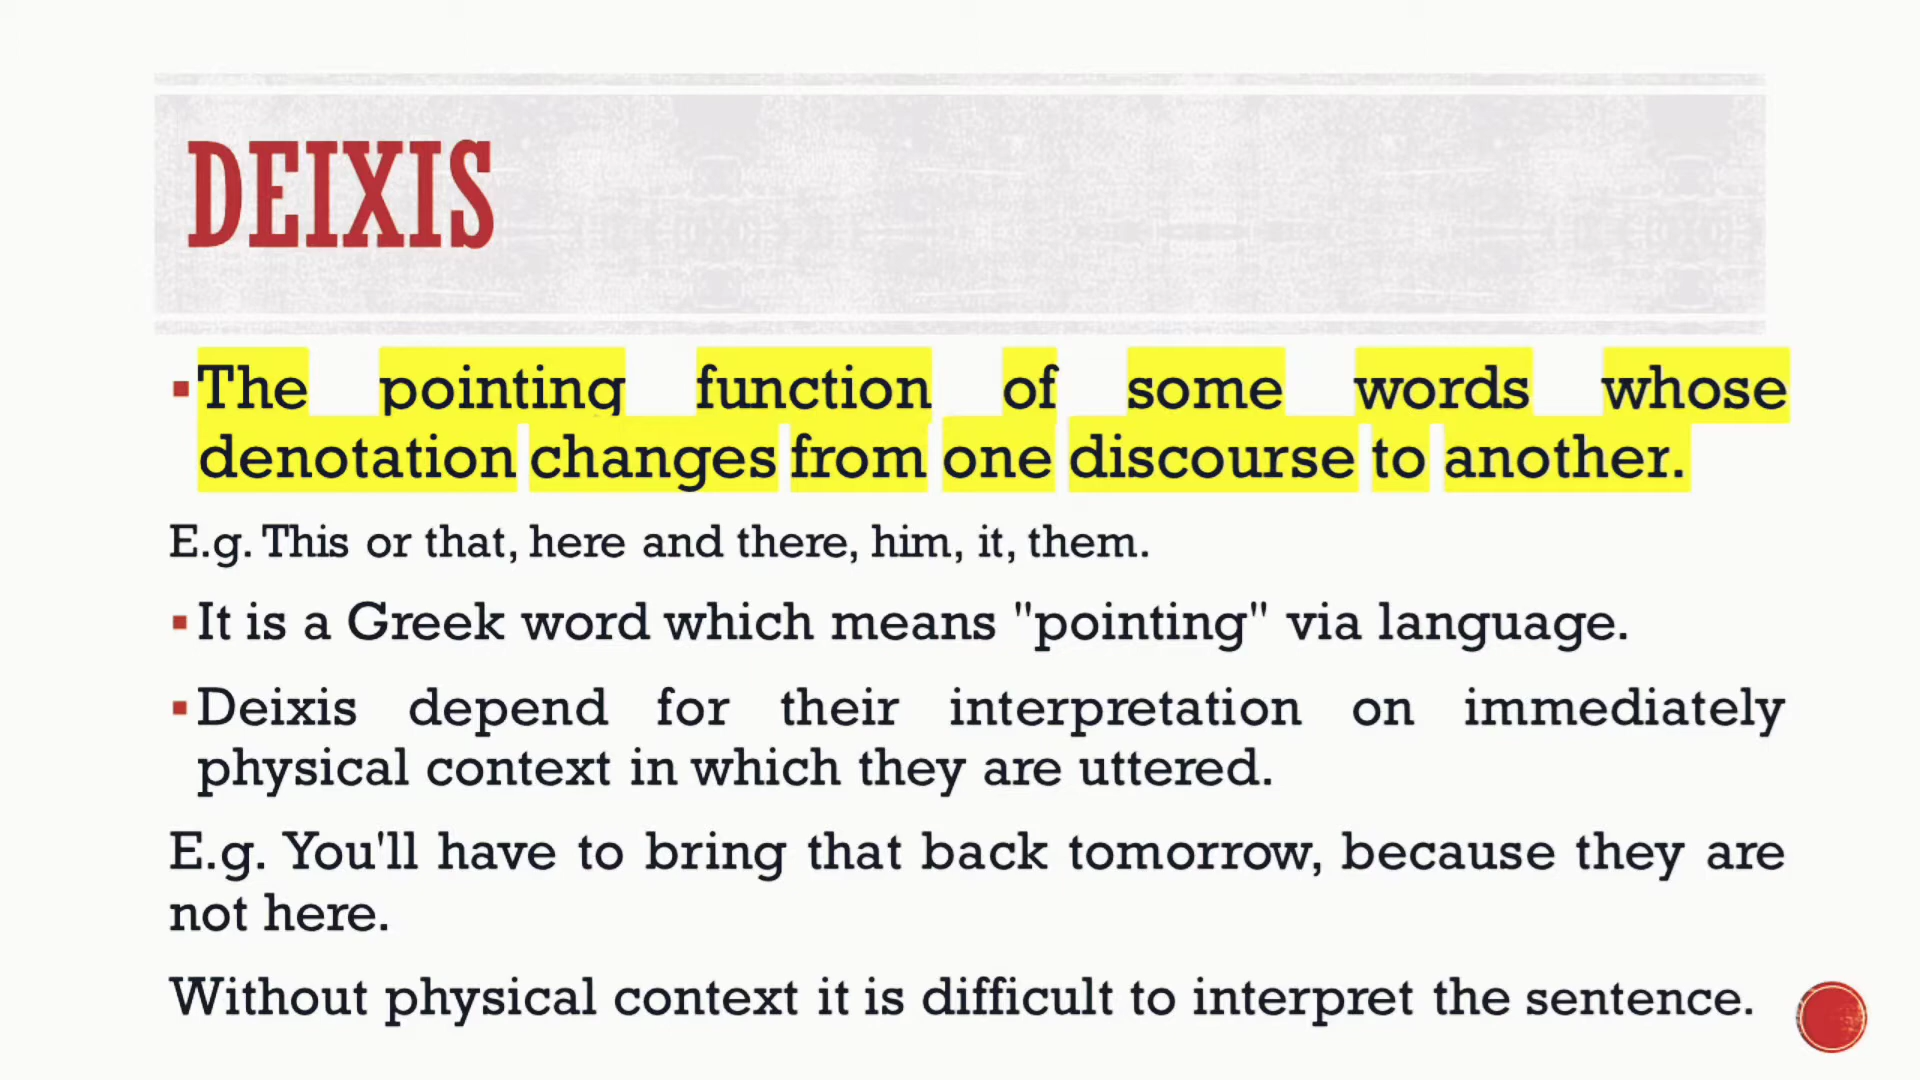 DEIXIS
▪The pointing function of some words whose
denotation changes from one discourse to another.
E.g. This or that, here and there, him, it, them.
▪It is a Greek word which means "pointing" via language.
▪Deixis depend for their interpretation on immediately
physical context in which they are uttered.
E.g. You'll have to bring that back tomorrow, because they are
not here.
Without physical context it is difficult to interpret the sentence.